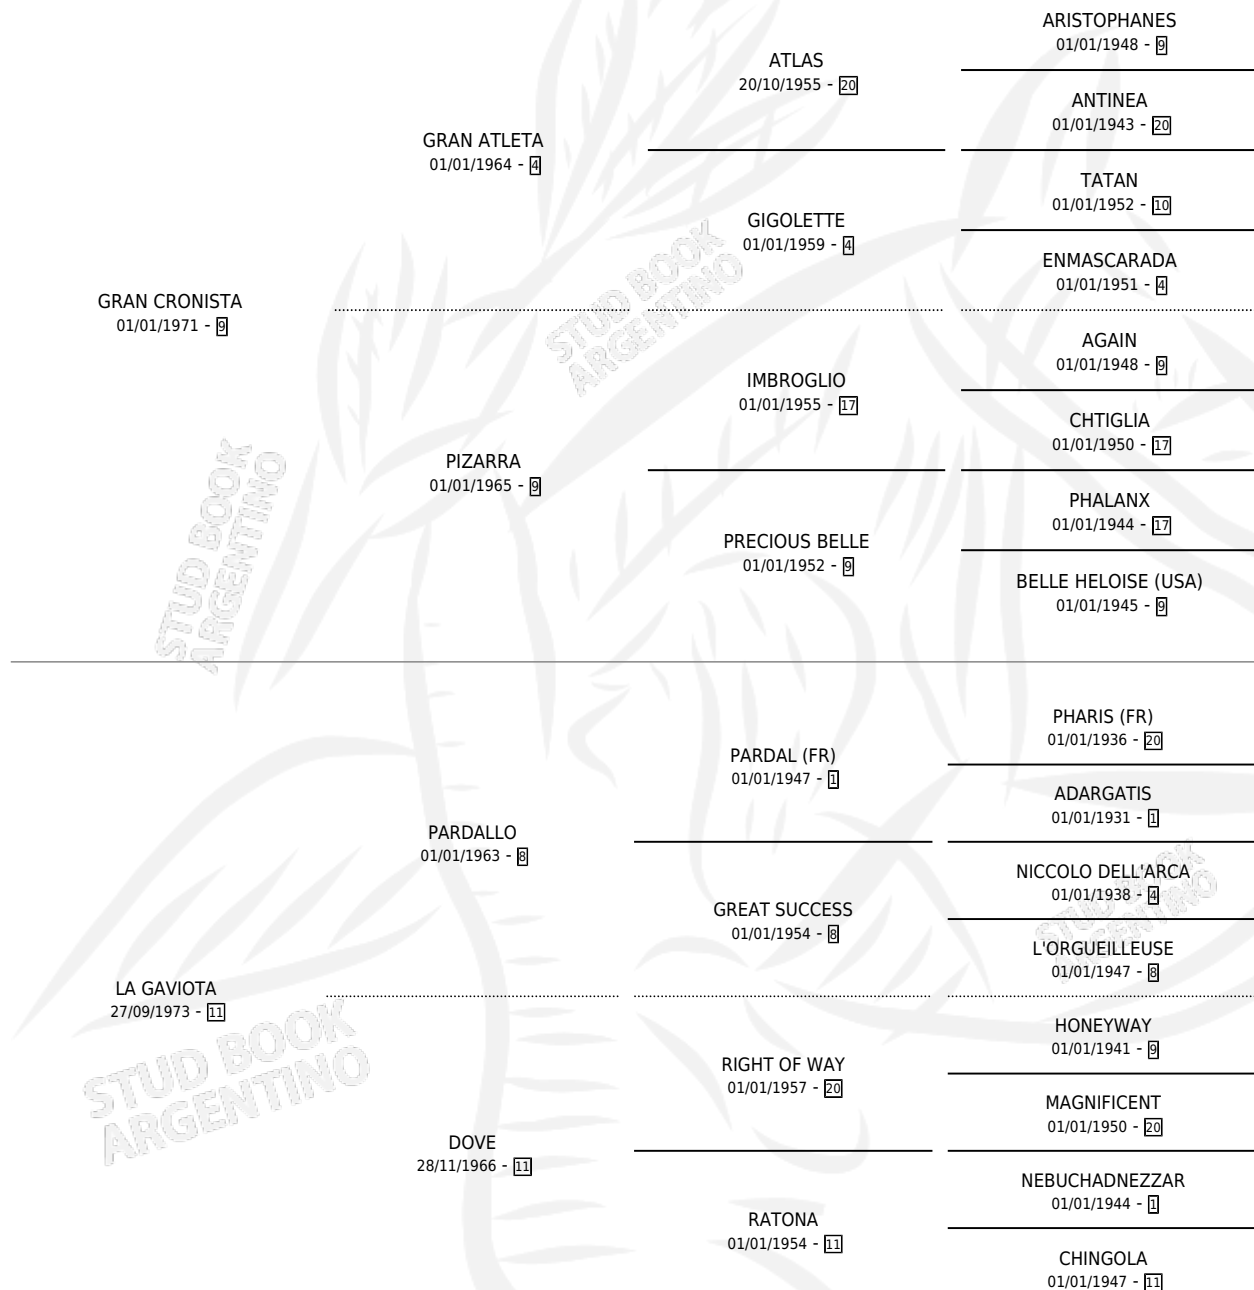 ARISTOPHANES
01/01/1948 - 9
ATLAS
20/10/1955 - 20
ANTINEA
01/01/1943 - 20
GRAN ATLETA
01/01/1964 - 4
TATAN
01/01/1952 - 10
GIGOLETTE
01/01/1959 - 4
ENMASCARADA
01/01/1951 - 4
GRAN CRONISTA
01/01/1971 - 9
STUD BOOK
ARGENTINO
AGAIN
01/01/1948 - 9
IMBROGLIO
01/01/1955 - 17
CHTIGLIA
01/01/1950 - 17
PIZARRA
01/01/1965 - 9
PHALANX
01/01/1944 - 17
PRECIOUS BELLE
01/01/1952 - 9
BELLE HELOISE (USA)
01/01/1945 - 9
STUD BOOK
ARGENTINO
PHARIS (FR)
01/01/1936 - 20
PARDAL (FR)
01/01/1947 - 1
ADARGATIS
01/01/1931 - 1
PARDALLO
01/01/1963 - 8
NICCOLO DELL'ARCA
01/01/1938 - 4
GREAT SUCCESS
01/01/1954 - 8
STUD BOOK
ARGENTINO
L'ORGUEILLEUSE
01/01/1947 - 8
LA GAVIOTA
27/09/1973 - 11
STUD BOOK
ARGENTINO
HONEYWAY
01/01/1941 - 9
RIGHT OF WAY
01/01/1957 - 20
MAGNIFICENT
01/01/1950 - 20
DOVE
28/11/1966 - 11
NEBUCHADNEZZAR
01/01/1944 - 1
RATONA
01/01/1954 - 11
CHINGOLA
01/01/1947 - 11